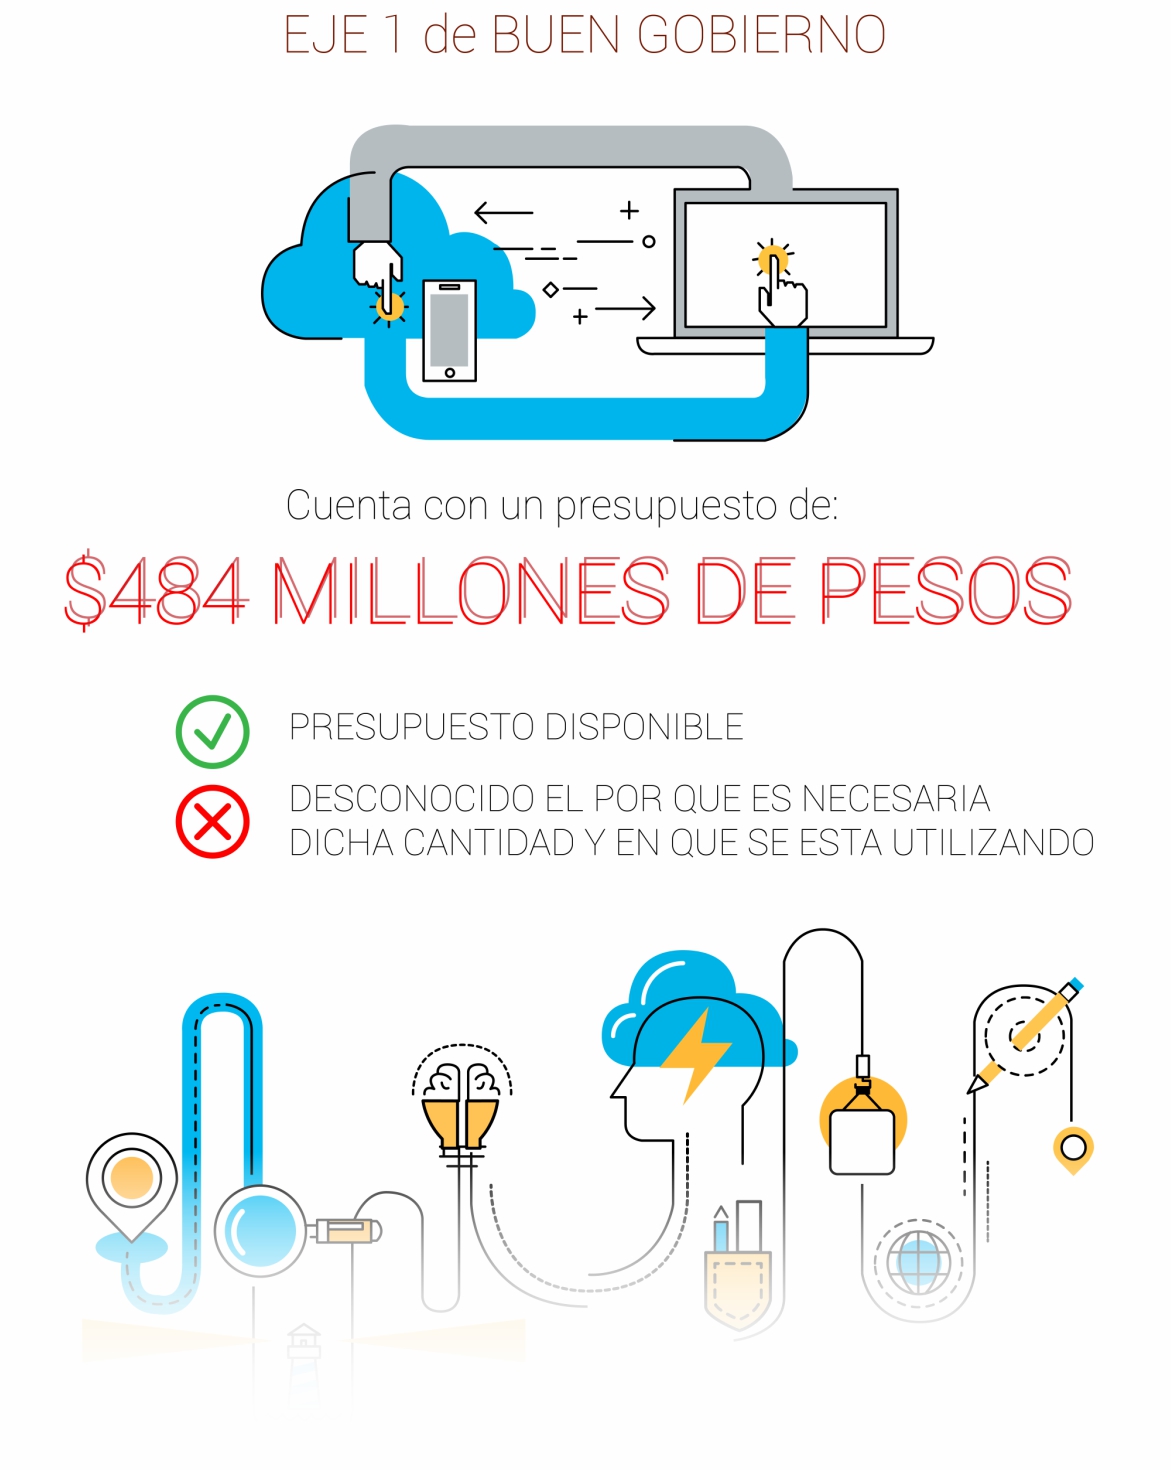 EJE 1 de BUEN GOBIERNO
Cuenta con un presupuesto de:
$484 MILLONES DE PESOS
PRESUPUESTO DISPONIBLE
DESCONOCIDO EL POR QUE ES NECESARIA
DICHA CANTIDAD Y EN QUE SE ESTA UTILIZANDO